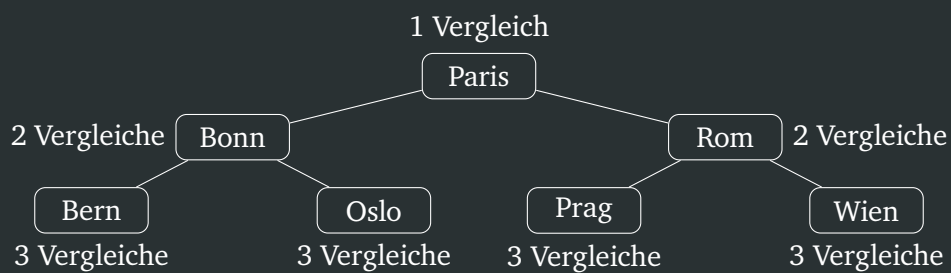 1 Vergleich
Paris
2 Vergleiche Bonn Rom 2 Vergleiche
Bern Oslo Prag Wien
3 Vergleiche 3 Vergleiche 3 Vergleiche 3 Vergleiche